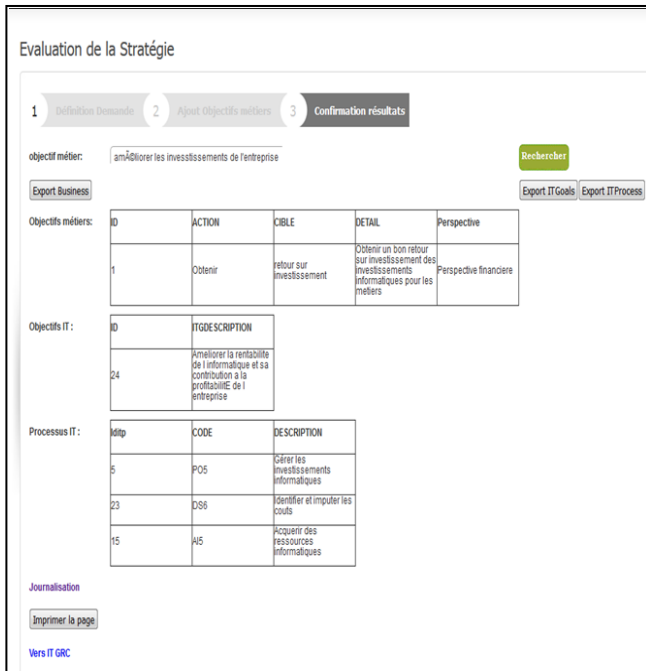 Evaluation de la Stratégie
1 Définition Demande 2 Ajout Objectifs métiers 3 Confirmation résultats
objectif métier: amÃ©liorer les invesstissements de l'entreprise Rechercher
Export Business Export ITGoals Export ITProcess
Objectifs métiers: ID ACTION CIBLE DETAIL Perspective
1 Obtenir retour sur investissement Obtenir un bon retour sur investissement des investissements informatiques pour les metiers Perspective financiere
Objectifs IT : ID ITGDESCRIPTION
24 Ameliorer la rentabilite de l informatique et sa contribution a la profitabilitE de l entreprise
Processus IT : Iditp CODE DESCRIPTION
5 PO5 Gérer les investissements informatiques
23 DS6 Identifier et imputer les couts
15 AI5 Acquerir des ressources informatiques
Journalisation
Imprimer la page
Vers IT GRC